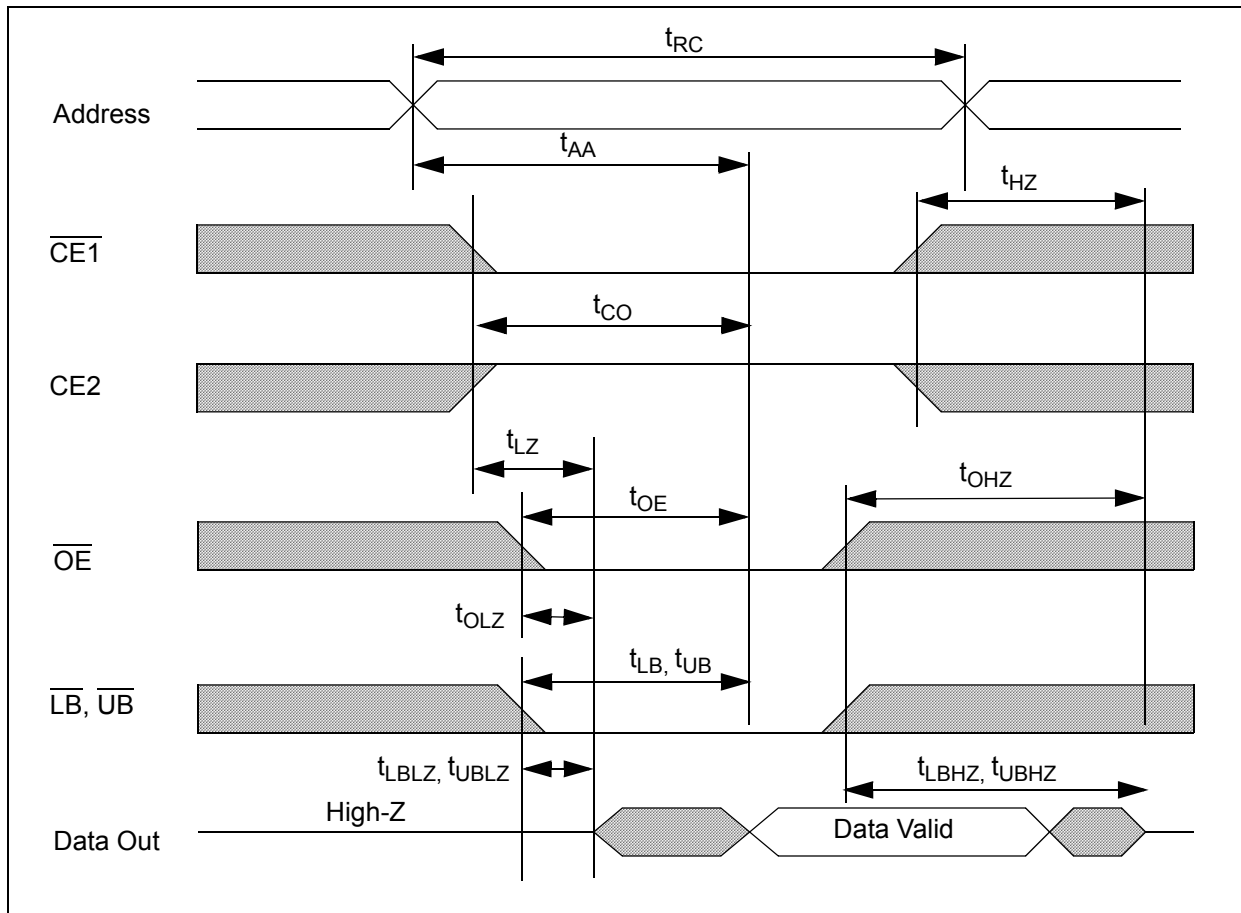 tRC
Address
tAA
tHZ
CE1
tCO
CE2
tLZ
tOHZ
tOE
OE
tOLZ
tLB, tUB
LB, UB
tLBLZ, tUBLZ
tLBHZ, tUBHZ
High-Z
Data Valid
Data Out